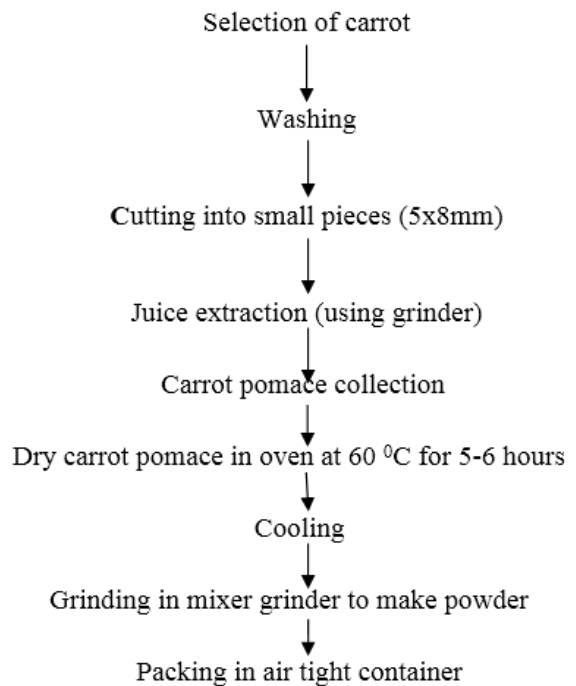 Selection of carrot
Washing
Cutting into small pieces (5x8mm)
Juice extraction (using grinder)
Carrot pomace collection
Dry carrot pomace in oven at 60 ⁰C for 5-6 hours
Cooling
Grinding in mixer grinder to make powder
Packing in air tight container